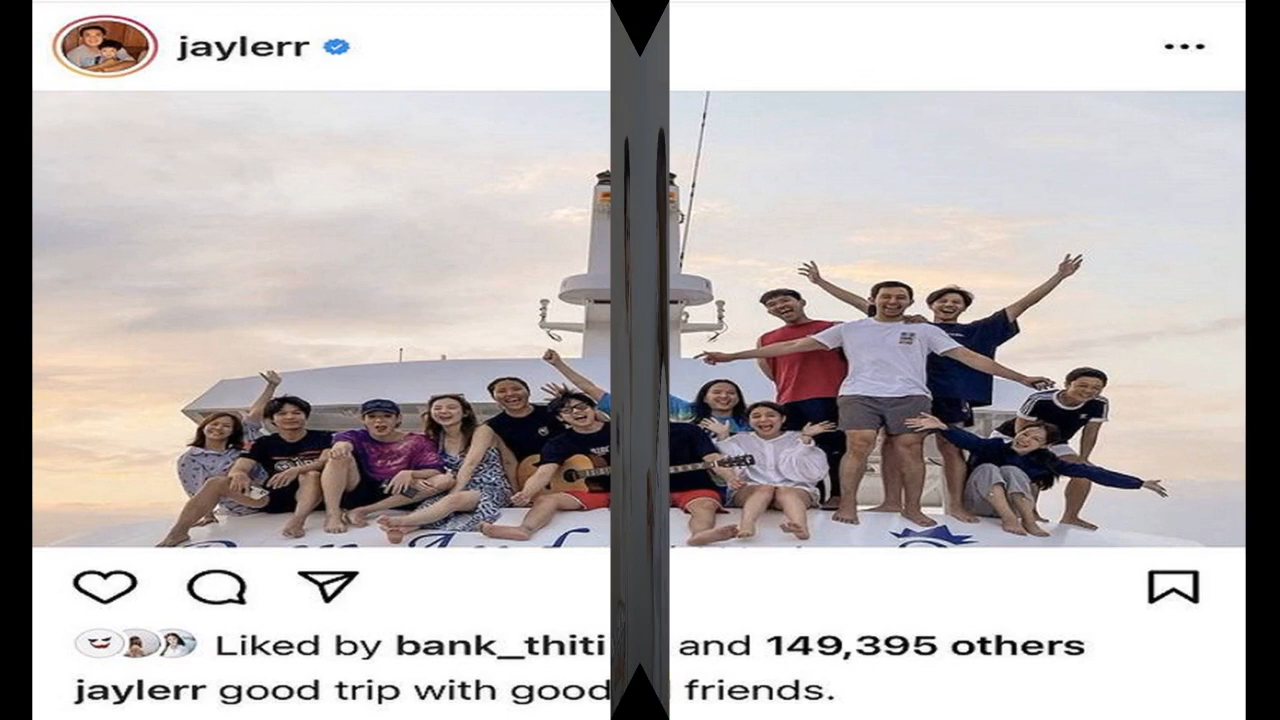 jaylerr
Liked by bank_thiti and 149,395 others
jaylerr good trip with good friends.